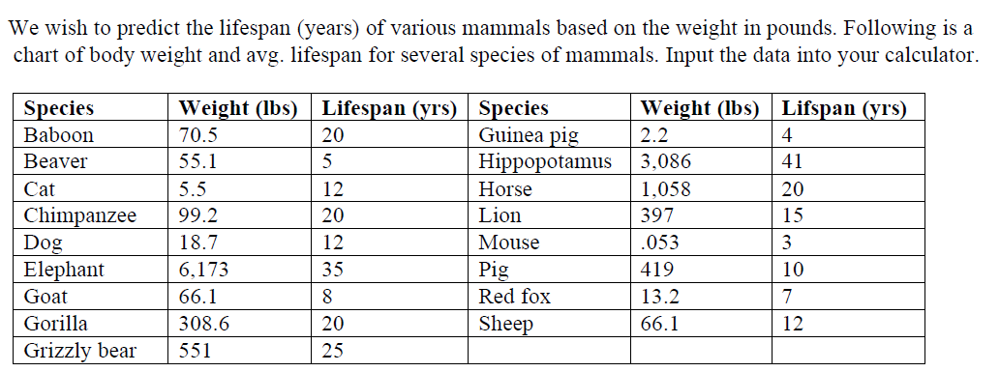 We wish to predict the lifespan (years) of various mammals based on the weight in pounds. Following is a
chart of body weight and avg. lifespan for several species of mammals. Input the data into your calculator.
Species Weight (lbs) Lifespan (yrs) Species Weight (lbs) Lifspan (yrs)
Baboon 70.5 20 Guinea pig 2.2 4
Beaver 55.1 5 Hippopotamus 3,086 41
Cat 5.5 12 Horse 1,058 20
Chimpanzee 99.2 20 Lion 397 15
Dog 18.7 12 Mouse .053 3
Elephant 6,173 35 Pig 419 10
Goat 66.1 8 Red fox 13.2 7
Gorilla 308.6 20 Sheep 66.1 12
Grizzly bear 551 25